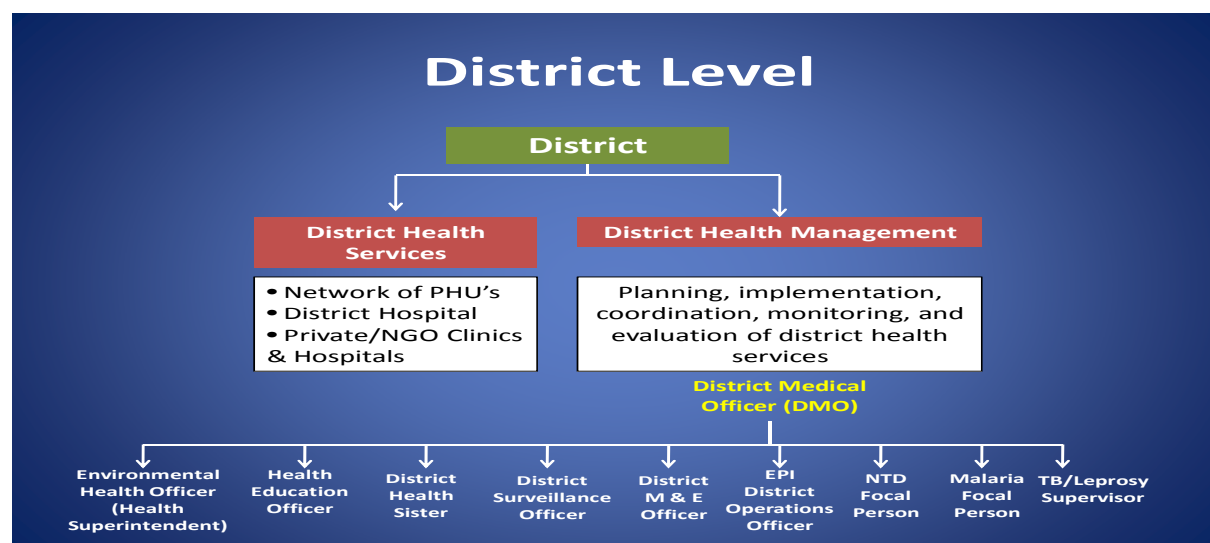 District Level
District
District Health
Services
District Health Management
• Network of PHU's
• District Hospital
• Private/NGO Clinics
& Hospitals
Planning, implementation,
coordination, monitoring, and
evaluation of district health
services
District Medical
Officer (DMO)
Environmental
Health Officer
(Health
Superintendent)
Health
Education
Officer
District
Health
Sister
District
Surveillance
Officer
District
M & E
Officer
EPI
District
Operations
Officer
NTD
Focal
Person
Malaria
Focal
Person
TB/Leprosy
Supervisor